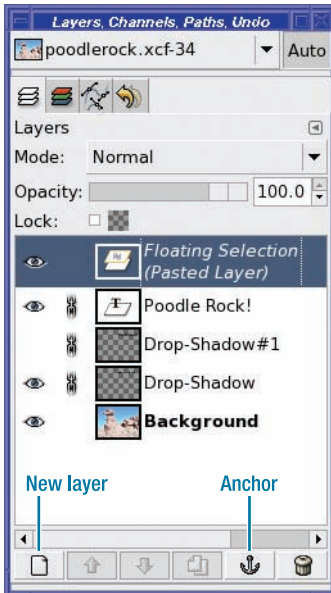 Layers, Channels, Paths, Undo
poodlerock.xcf-34
Auto
Layers
Mode: Normal
Opacity: 100.0
Lock:
Floating Selection
(Pasted Layer)
Poodle Rock!
Drop-Shadow#1
Drop-Shadow
Background
New layer
Anchor